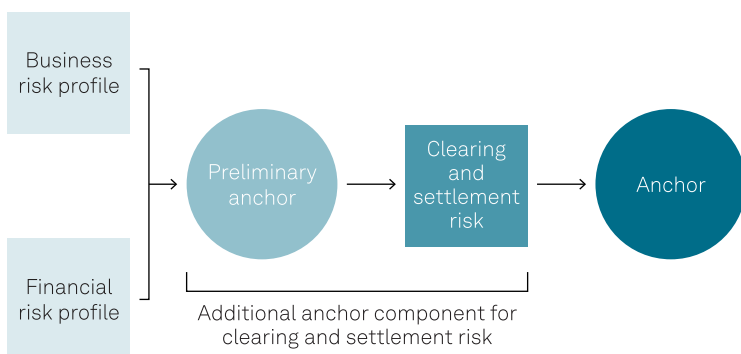 Business
risk profile
Financial
risk profile
Preliminary
anchor
Clearing
and
settlement
risk
Anchor
Additional anchor component for
clearing and settlement risk